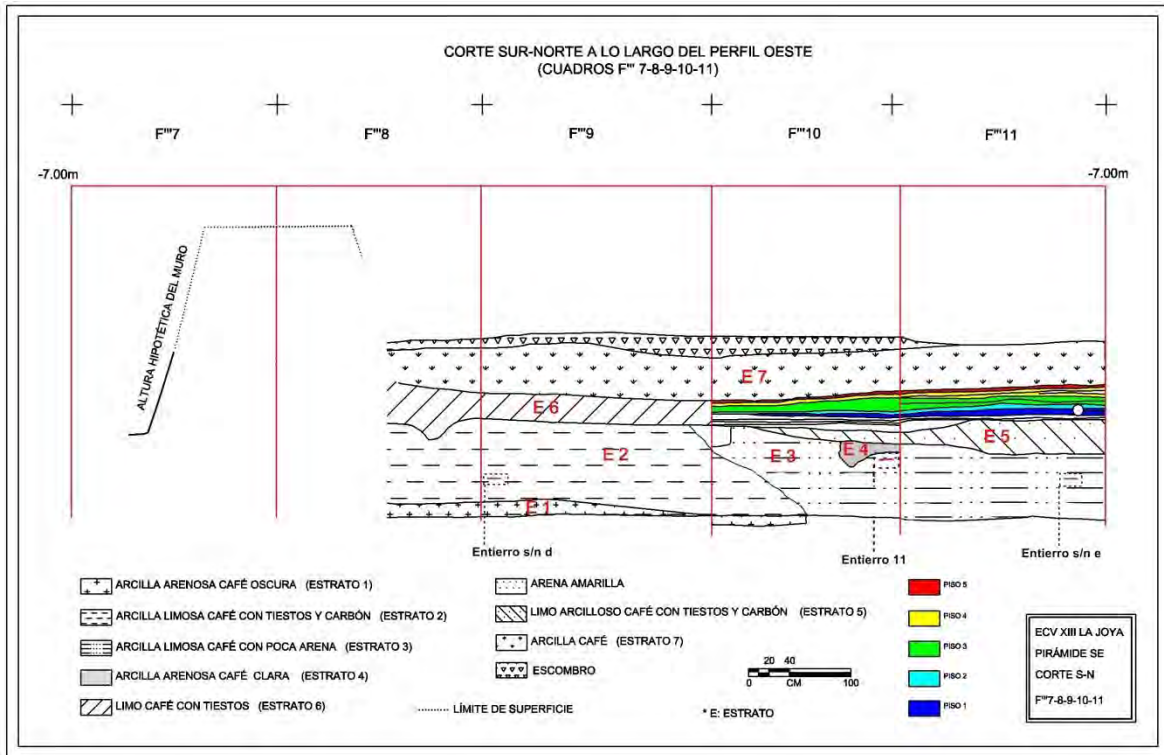 CORTE SUR-NORTE A LO LARGO DEL PERFIL OESTE
(CUADROS F''' 7-8-9-10-11)
F'''7
F'''8
F'''9
F'''10
F'''11
-7.00m
-7.00m
ALTURA HIPOTÉTICA DEL MURO
E 7
E 6
E 5
E 4
E 3
E 2
E 1
Entierro s/n d
Entierro 11
Entierro s/n e
ARCILLA ARENOSA CAFÉ OSCURA (ESTRATO 1)
ARCILLA LIMOSA CAFÉ CON TIESTOS Y CARBÓN (ESTRATO 2)
ARCILLA LIMOSA CAFÉ CON POCA ARENA (ESTRATO 3)
ARCILLA ARENOSA CAFÉ CLARA (ESTRATO 4)
LIMO CAFÉ CON TIESTOS (ESTRATO 6)
ARENA AMARILLA
LIMO ARCILLOSO CAFÉ CON TIESTOS Y CARBÓN (ESTRATO 5)
ARCILLA CAFÉ (ESTRATO 7)
ESCOMBRO
LÍMITE DE SUPERFICIE
20 40
0 CM 100
* E: ESTRATO
PISO 5
PISO 4
PISO 3
PISO 2
PISO 1
ECV XIII LA JOYA
PIRÁMIDE SE
CORTE S-N
F'''7-8-9-10-11